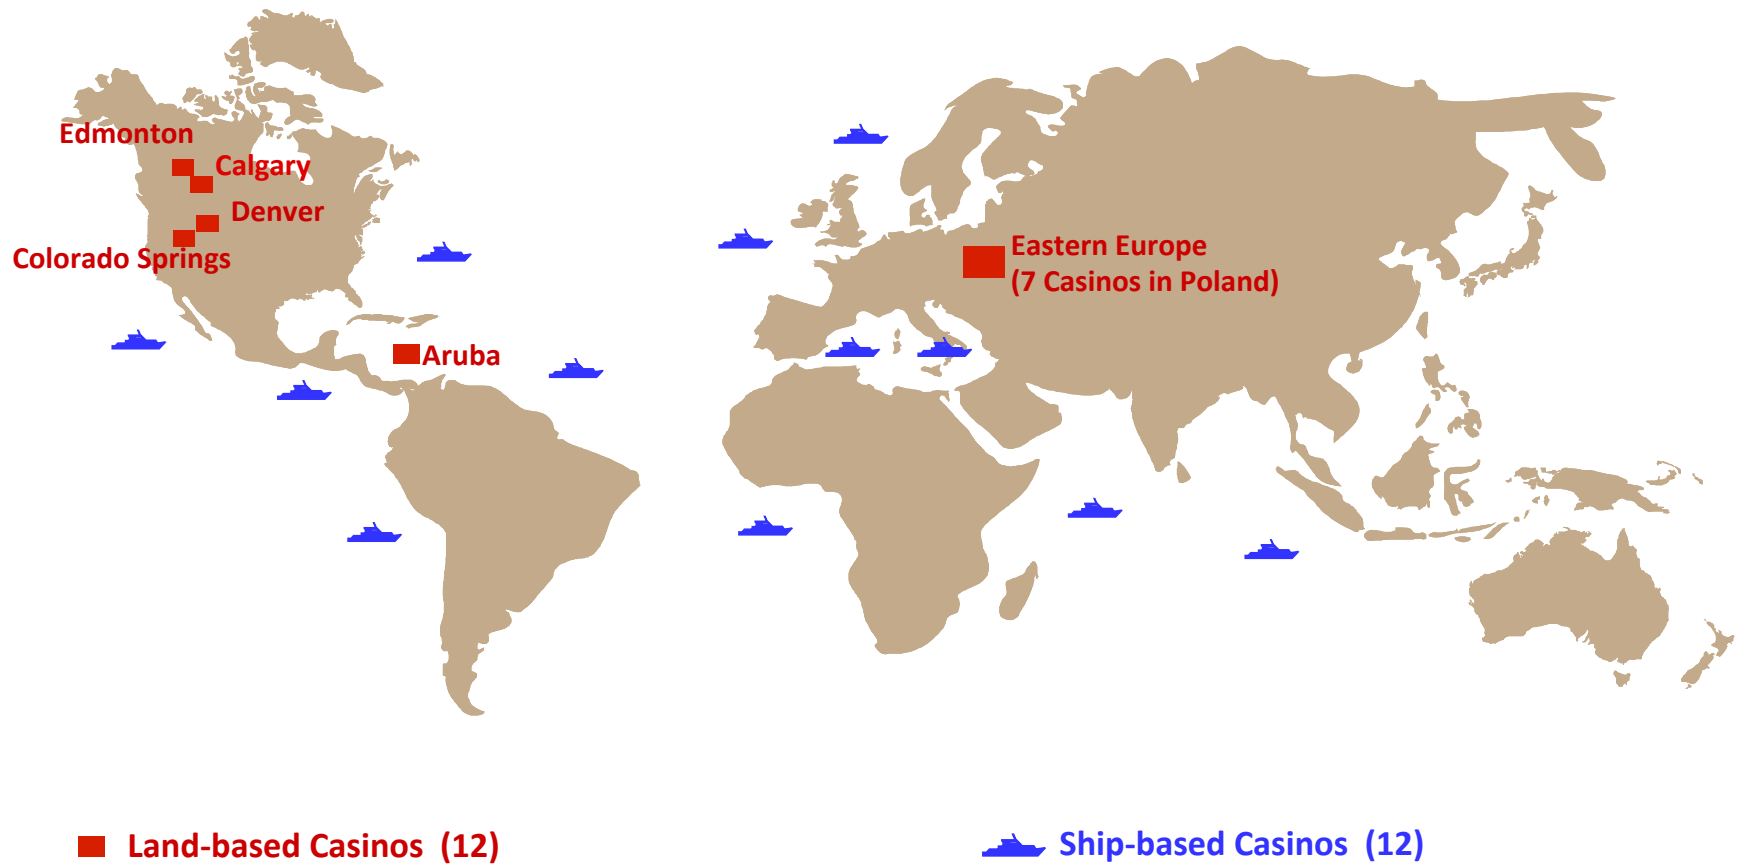 Edmonton
Calgary
Denver
Colorado Springs
Eastern Europe
(7 Casinos in Poland)
Aruba
Land-based Casinos (12)
Ship-based Casinos (12)